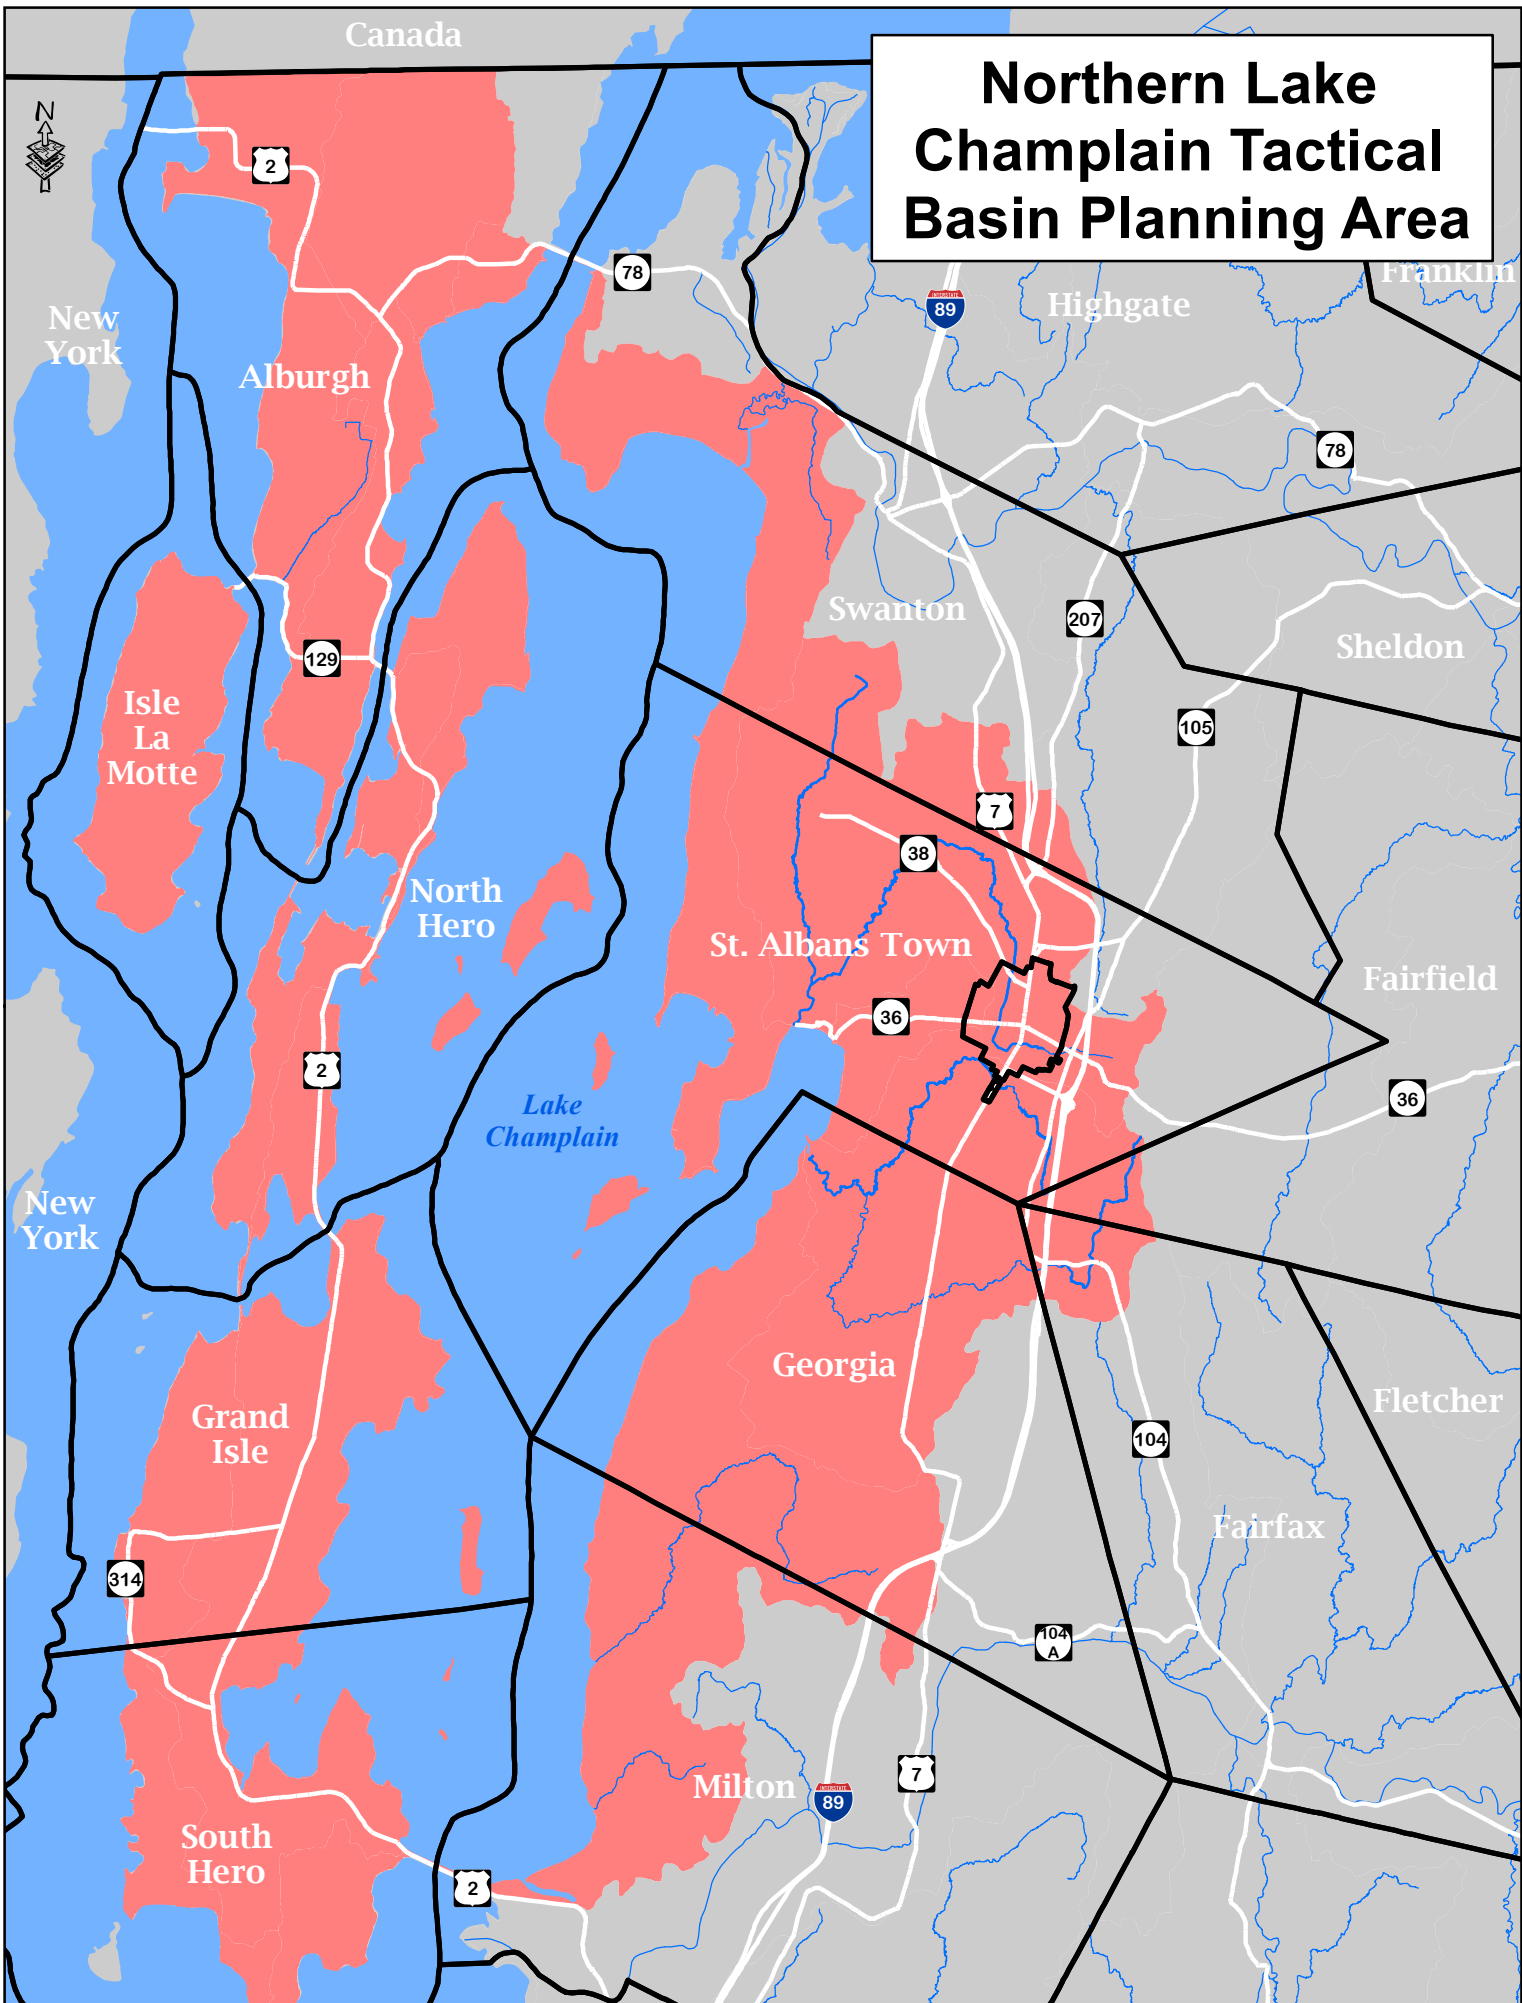 Canada
Northern Lake
Champlain Tactical
Basin Planning Area
N
2
78
Franklin
INTERSTATE
89
Highgate
New
York
Alburgh
78
Swanton
207
Sheldon
129
Isle
La
Motte
105
7
38
North
Hero
St. Albans Town
Fairfield
36
2
Lake
Champlain
36
New
York
Georgia
Grand
Isle
Fletcher
104
Fairfax
314
104
A
Milton
INTERSTATE
89
7
South
Hero
2